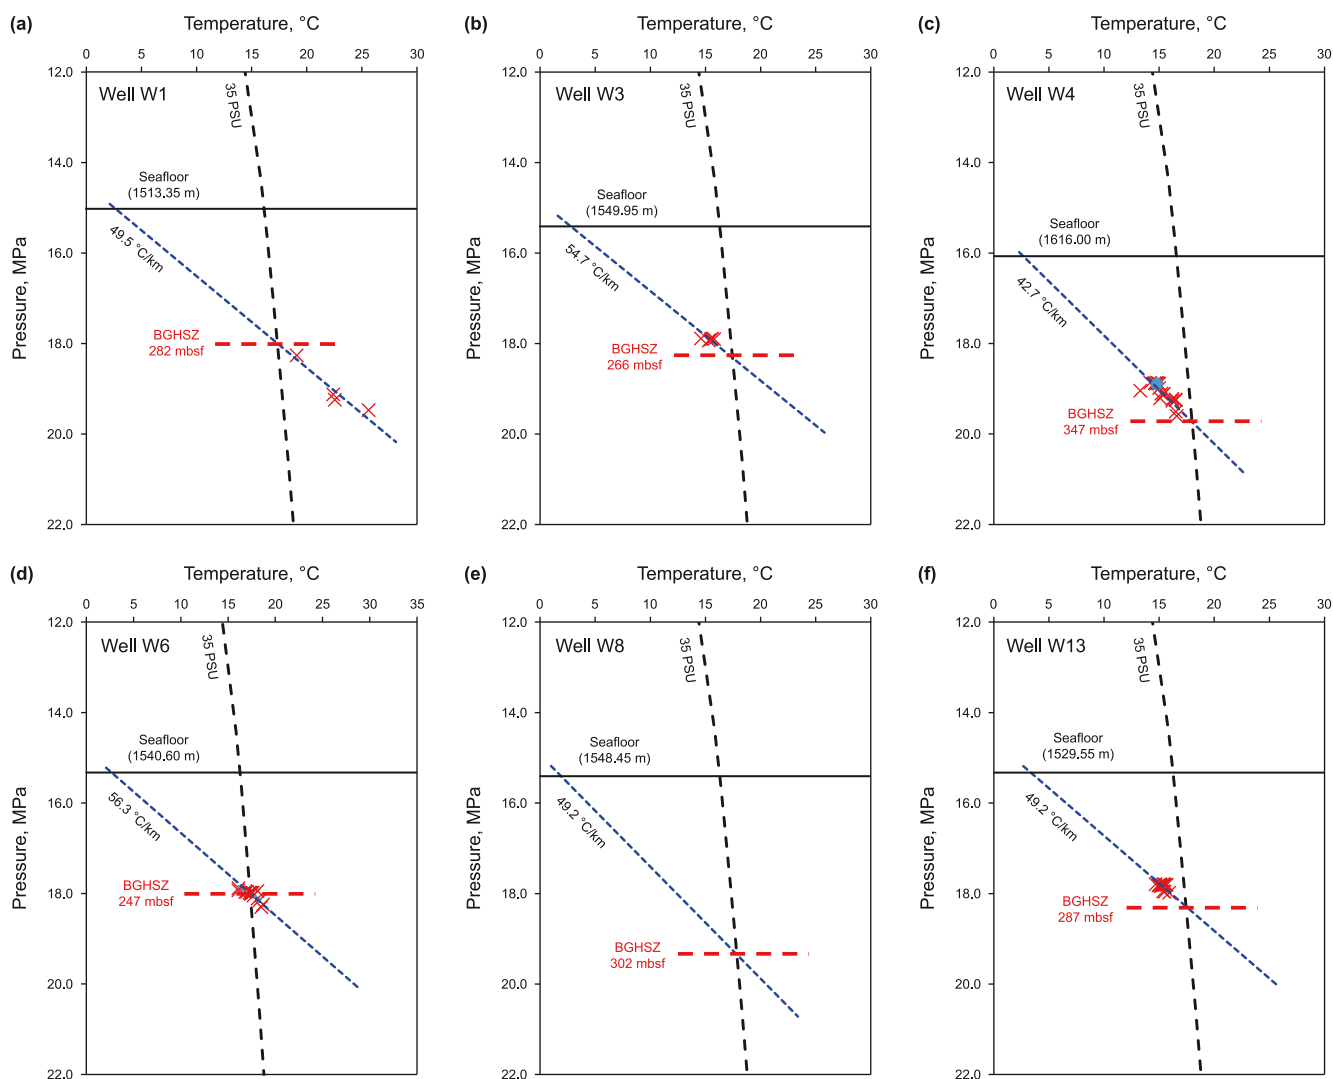 (a)
Temperature, °C
0 5 10 15 20 25 30
12.0
14.0
16.0
18.0
20.0
22.0
Pressure, MPa
Well W1
35 PSU
Seafloor
(1513.35 m)
49.5 °C/km
BGHSZ
282 mbsf
(b)
Temperature, °C
0 5 10 15 20 25 30
12.0
14.0
16.0
18.0
20.0
22.0
Pressure, MPa
Well W3
35 PSU
Seafloor
(1549.95 m)
54.7 °C/km
BGHSZ
266 mbsf
(c)
Temperature, °C
0 5 10 15 20 25 30
12.0
14.0
16.0
18.0
20.0
22.0
Pressure, MPa
Well W4
35 PSU
Seafloor
(1616.00 m)
42.7 °C/km
BGHSZ
347 mbsf
(d)
Temperature, °C
0 5 10 15 20 25 30 35
12.0
14.0
16.0
18.0
20.0
22.0
Pressure, MPa
Well W6
35 PSU
Seafloor
(1540.60 m)
56.3 °C/km
BGHSZ
247 mbsf
(e)
Temperature, °C
0 5 10 15 20 25 30
12.0
14.0
16.0
18.0
20.0
22.0
Pressure, MPa
Well W8
35 PSU
Seafloor
(1548.45 m)
49.2 °C/km
BGHSZ
302 mbsf
(f)
Temperature, °C
0 5 10 15 20 25 30
12.0
14.0
16.0
18.0
20.0
22.0
Pressure, MPa
Well W13
35 PSU
Seafloor
(1529.55 m)
49.2 °C/km
BGHSZ
287 mbsf